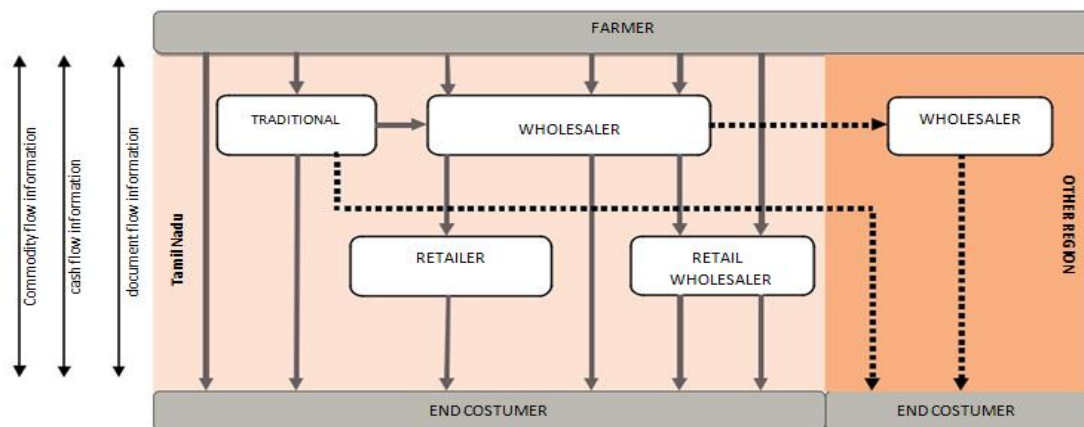 FARMER
TRADITIONAL
WHOLESALER
WHOLESALER
RETAILER
RETAIL
WHOLESALER
Commodity flow information
cash flow information
document flow information
Tamil Nadu
OTHER REGION
END COSTUMER
END COSTUMER